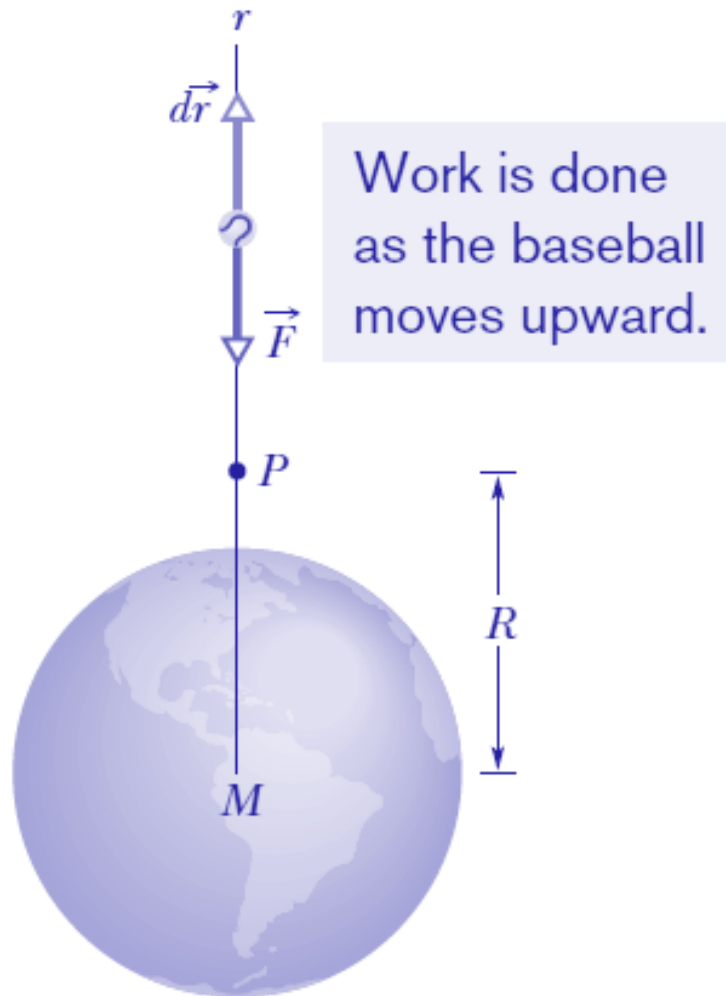 r
dr
Work is done
as the baseball
moves upward.
F
P
R
M